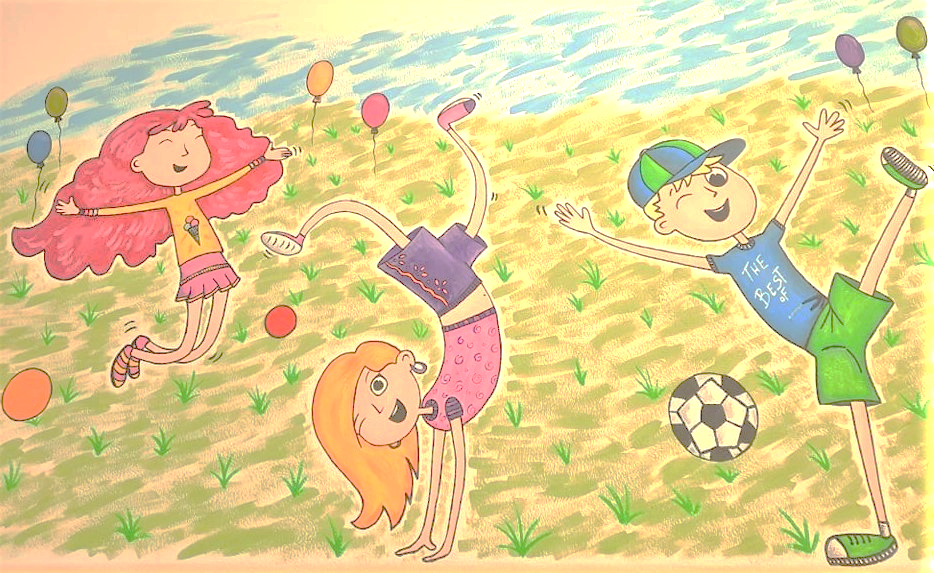 THE
BEST
OF